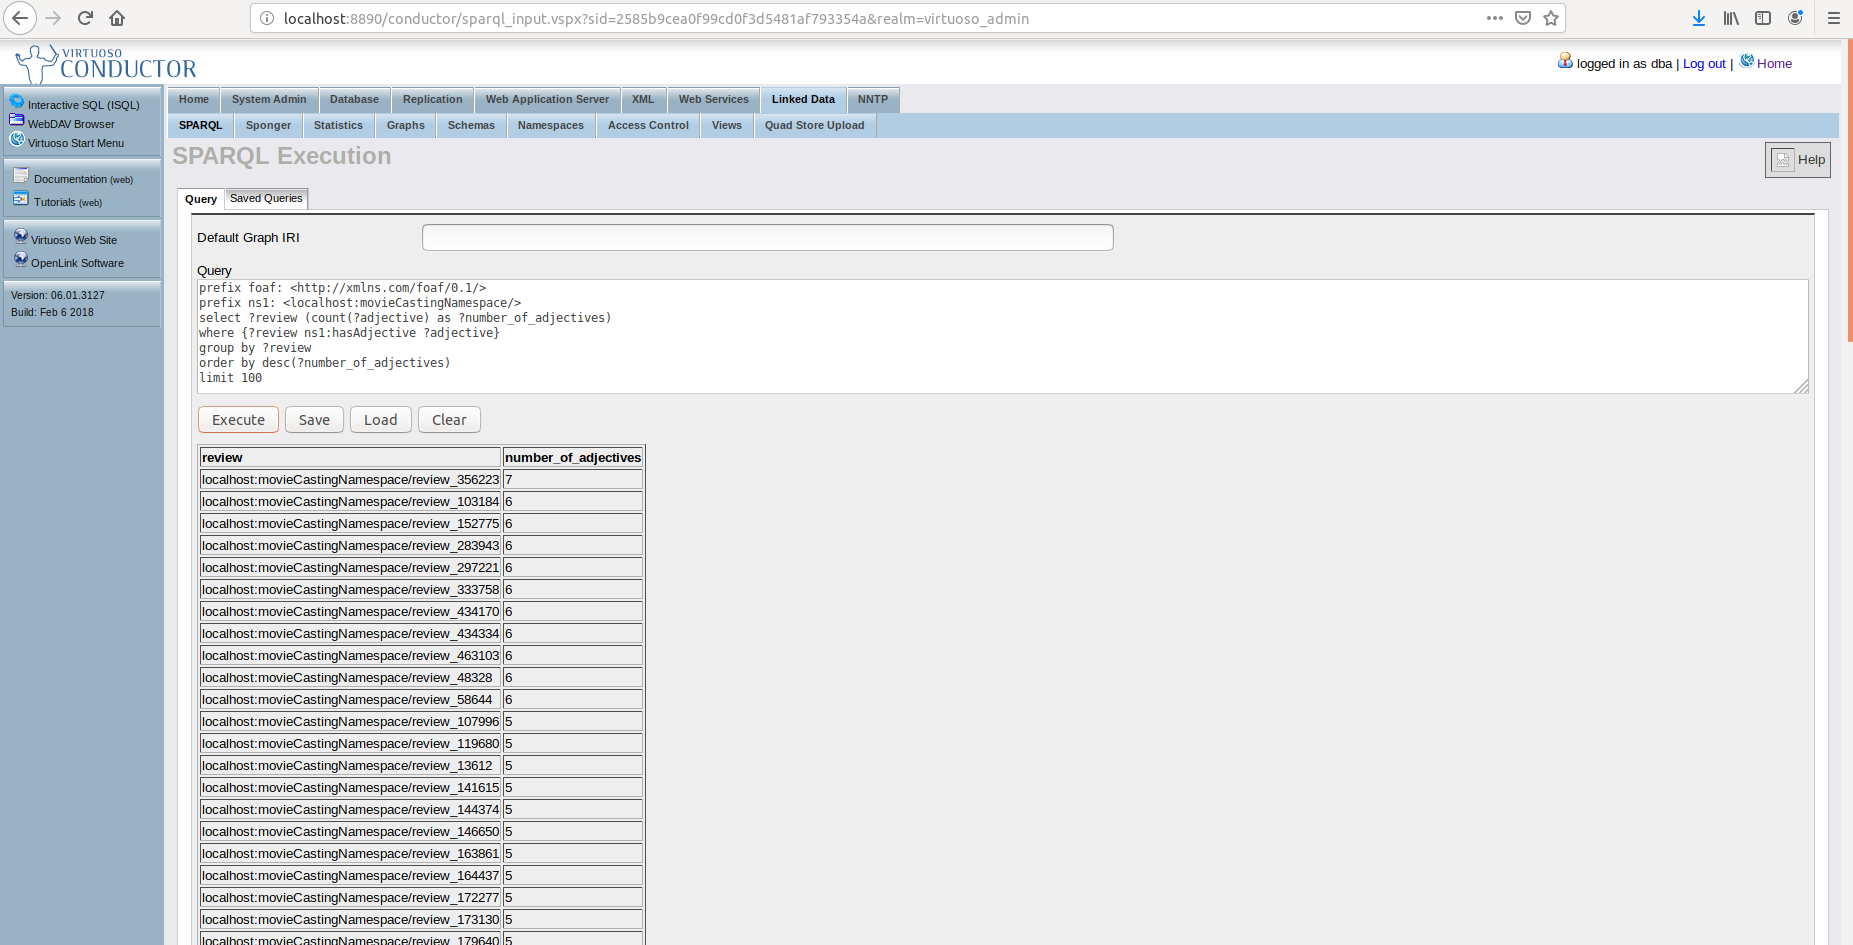 localhost:8890/conductor/sparql_input.vspx?sid=2585b9cea0f99cd0f3d5481af793354a&realm=virtuoso_admin
VIRTUOSO
CONDUCTOR
logged in as dba | Log out | Home
Interactive SQL (ISQL)
WebDAV Browser
Virtuoso Start Menu
Documentation (web)
Tutorials (web)
Virtuoso Web Site
OpenLink Software
Version: 06.01.3127
Build: Feb 6 2018
Home System Admin Database Replication Web Application Server XML Web Services Linked Data NNTP
SPARQL Sponger Statistics Graphs Schemas Namespaces Access Control Views Quad Store Upload
SPARQL Execution
Help
Query Saved Queries
Default Graph IRI
Query
prefix foaf: <http://xmlns.com/foaf/0.1/>
prefix ns1: <localhost:movieCastingNamespace/>
select ?review (count(?adjective) as ?number_of_adjectives)
where {?review ns1:hasAdjective ?adjective}
group by ?review
order by desc(?number_of_adjectives)
limit 100
Execute Save Load Clear
review number_of_adjectives
localhost:movieCastingNamespace/review_356223 7
localhost:movieCastingNamespace/review_103184 6
localhost:movieCastingNamespace/review_152775 6
localhost:movieCastingNamespace/review_283943 6
localhost:movieCastingNamespace/review_297221 6
localhost:movieCastingNamespace/review_333758 6
localhost:movieCastingNamespace/review_434170 6
localhost:movieCastingNamespace/review_434334 6
localhost:movieCastingNamespace/review_463103 6
localhost:movieCastingNamespace/review_48328 6
localhost:movieCastingNamespace/review_58644 6
localhost:movieCastingNamespace/review_107996 5
localhost:movieCastingNamespace/review_119680 5
localhost:movieCastingNamespace/review_13612 5
localhost:movieCastingNamespace/review_141615 5
localhost:movieCastingNamespace/review_144374 5
localhost:movieCastingNamespace/review_146650 5
localhost:movieCastingNamespace/review_163861 5
localhost:movieCastingNamespace/review_164437 5
localhost:movieCastingNamespace/review_172277 5
localhost:movieCastingNamespace/review_173130 5
localhost:movieCastingNamespace/review_179640 5